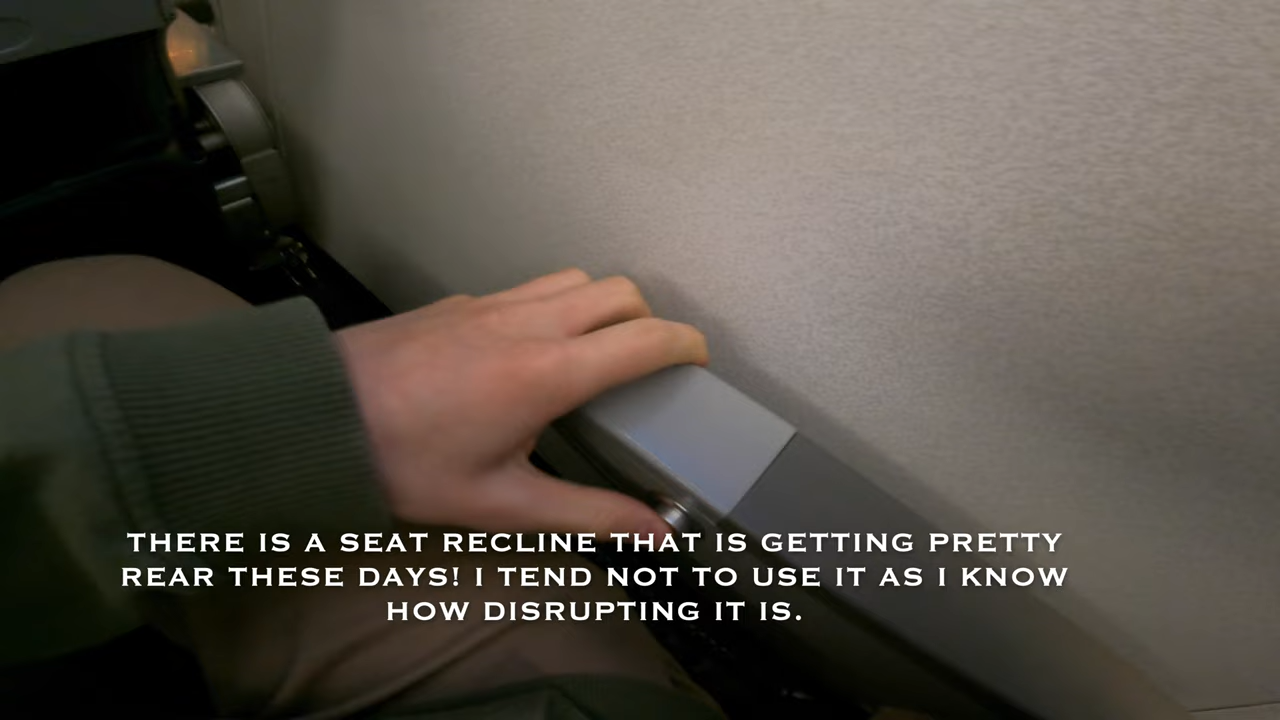 THERE IS A SEAT RECLINE THAT IS GETTING PRETTY
REAR THESE DAYS! I TEND NOT TO USE IT AS I KNOW
HOW DISRUPTING IT IS.